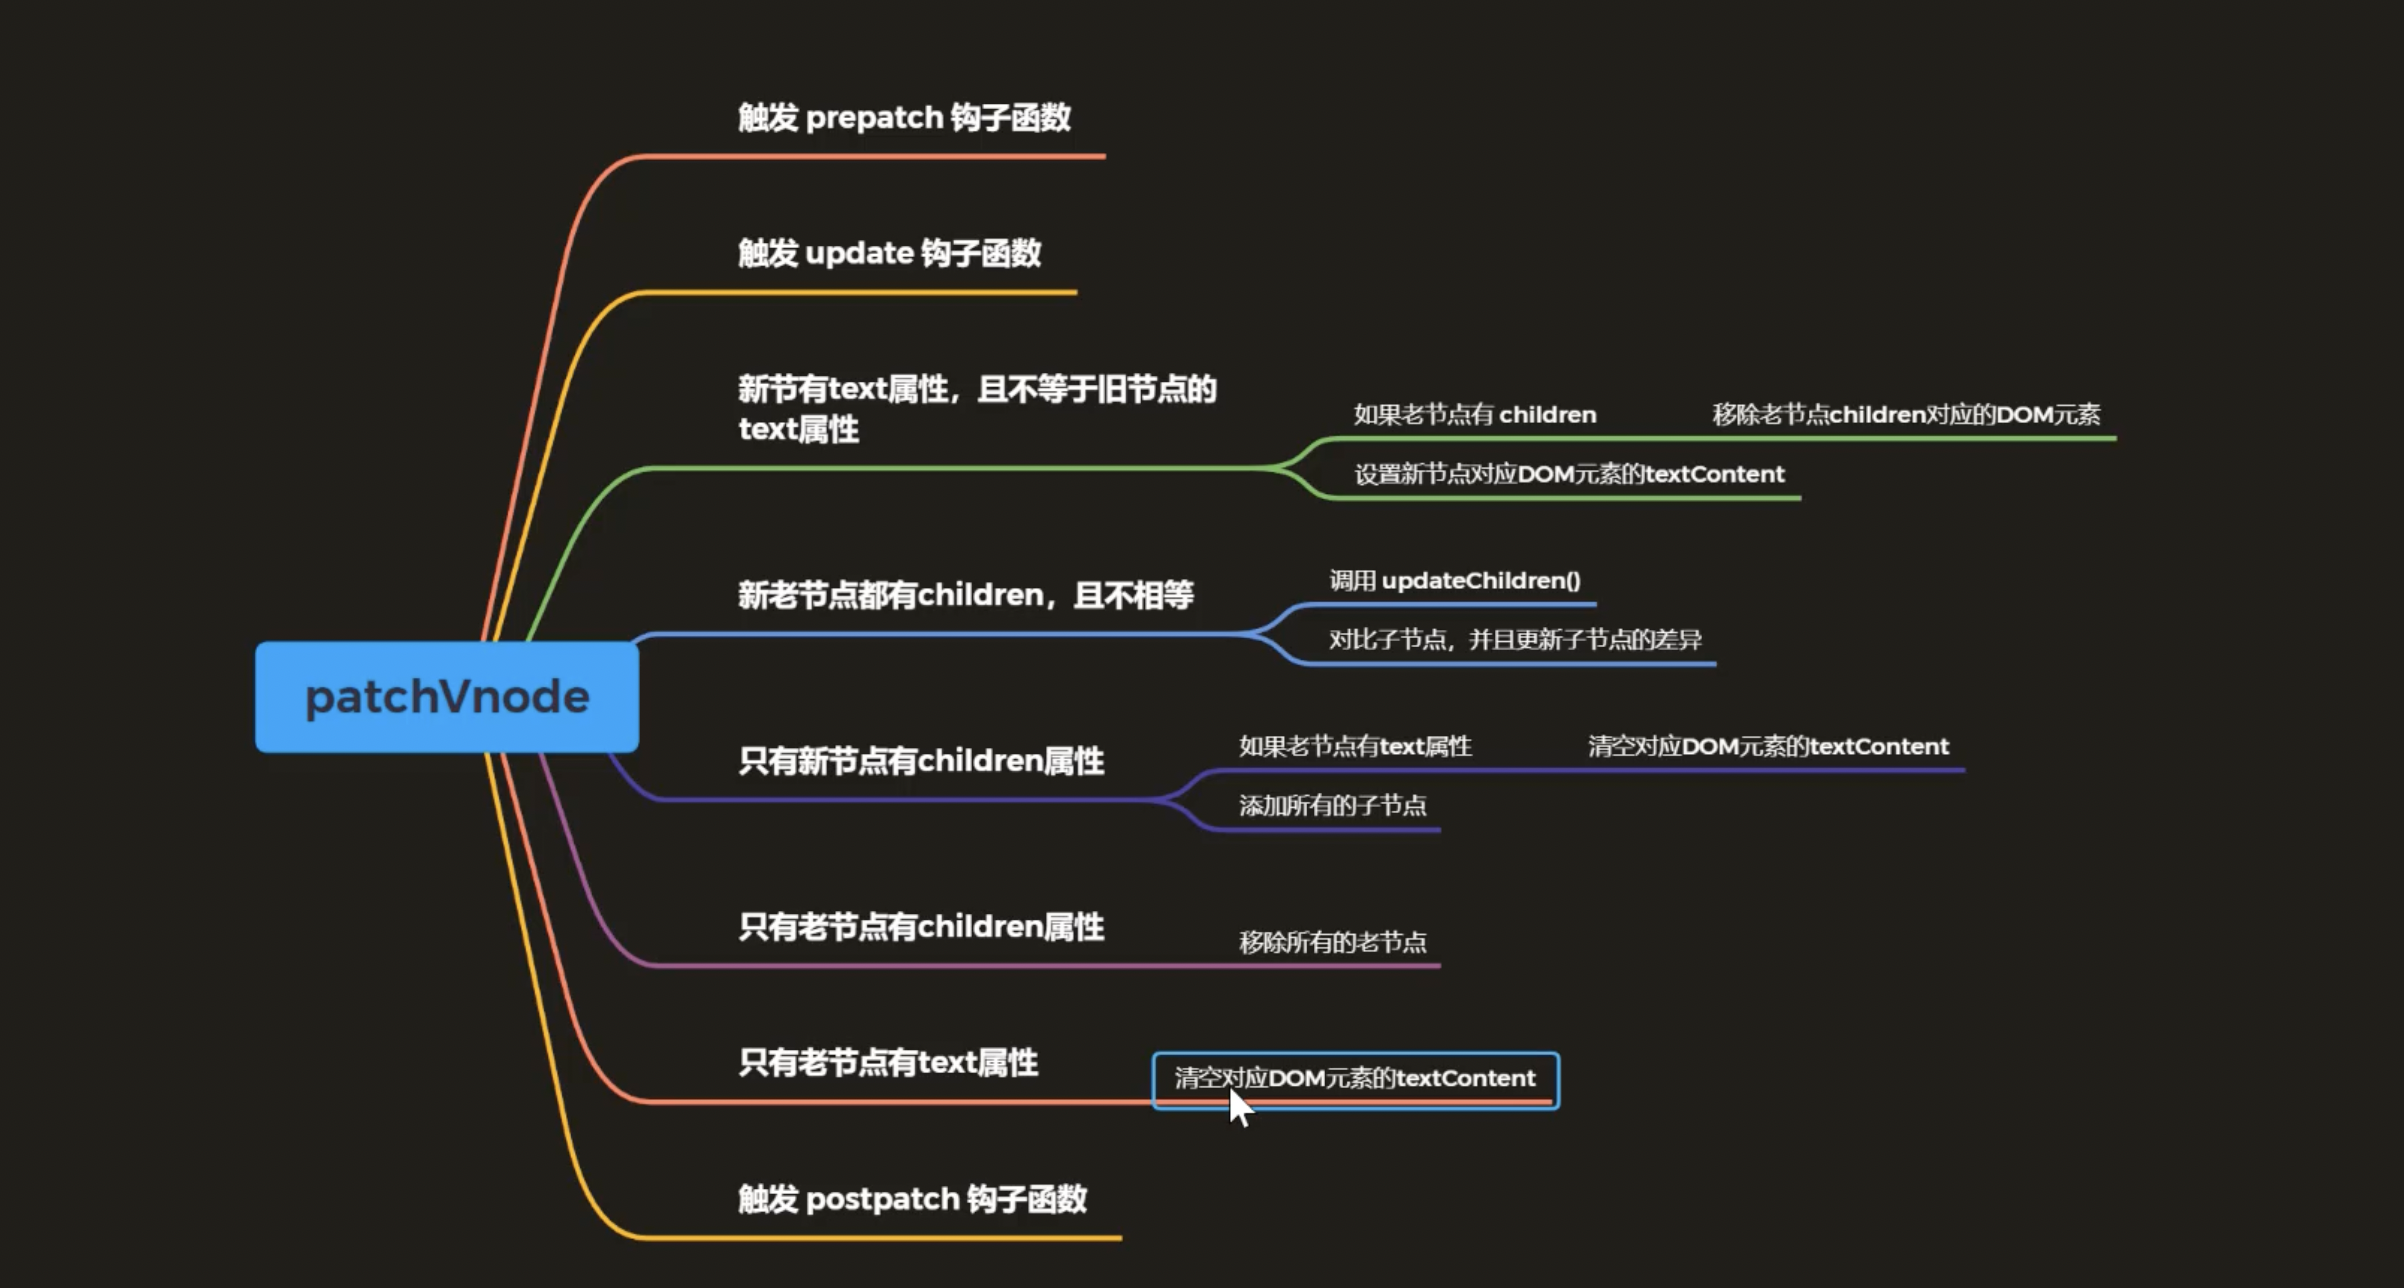 触发 prepatch 钩子函数
触发 update 钩子函数
新节有text属性，且不等于旧节点的
text属性
如果老节点有 children
移除老节点children对应的DOM元素
设置新节点对应DOM元素的textContent
新老节点都有children，且不相等
调用 updateChildren()
对比子节点，并且更新子节点的差异
patchVnode
只有新节点有children属性
如果老节点有text属性
清空对应DOM元素的textContent
添加所有的子节点
只有老节点有children属性
移除所有的老节点
只有老节点有text属性
清空对应DOM元素的textContent
触发 postpatch 钩子函数